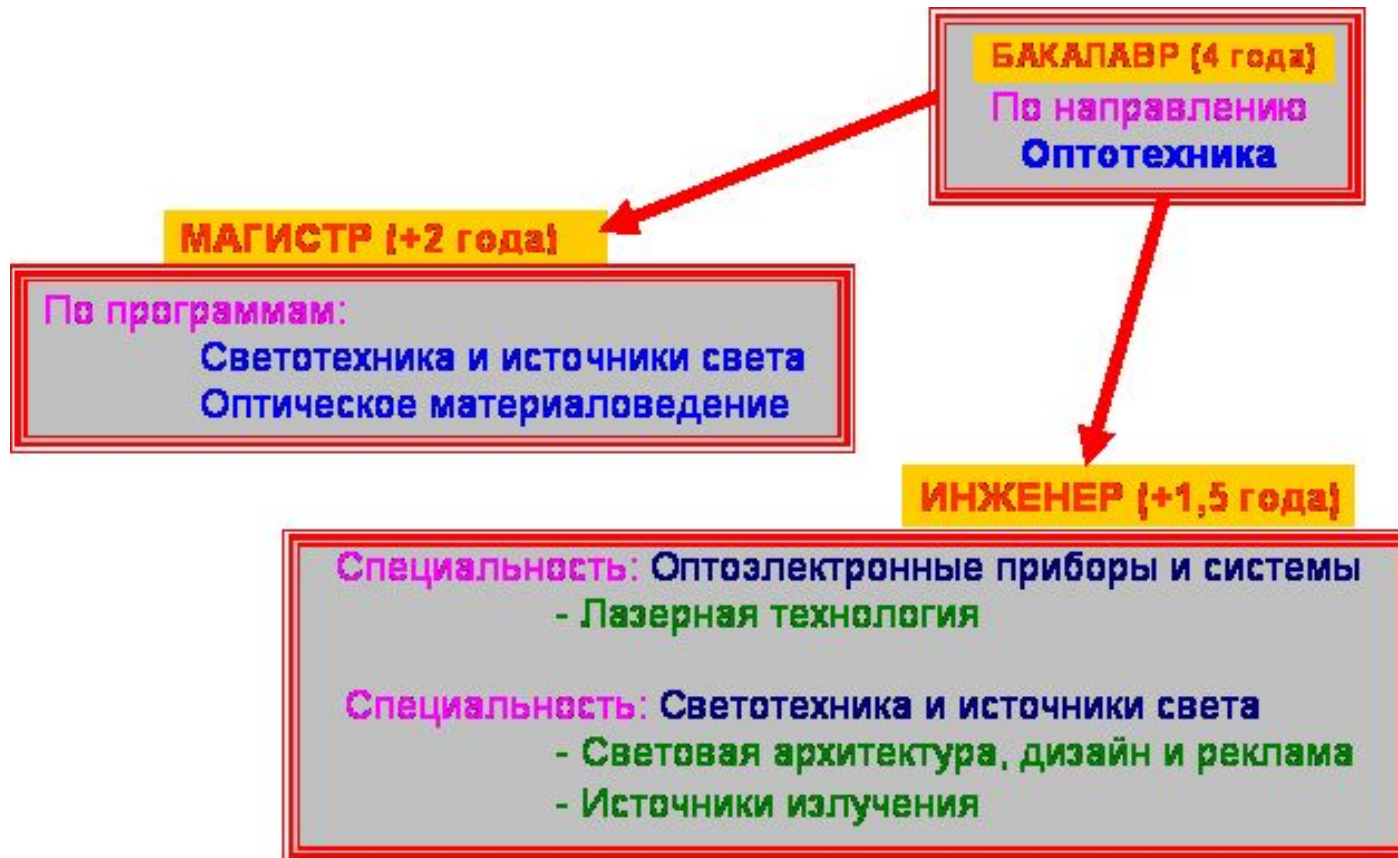 БАКАЛАВР (4 года)
По направлению
Оптотехника
МАГИСТР (+2 года)
По программам:
Светотехника и источники света
Оптическое материаловедение
ИНЖЕНЕР (+1,5 года)
Специальность: Оптоэлектронные приборы и системы
- Лазерная технология
Специальность: Светотехника и источники света
- Световая архитектура, дизайн и реклама
- Источники излучения